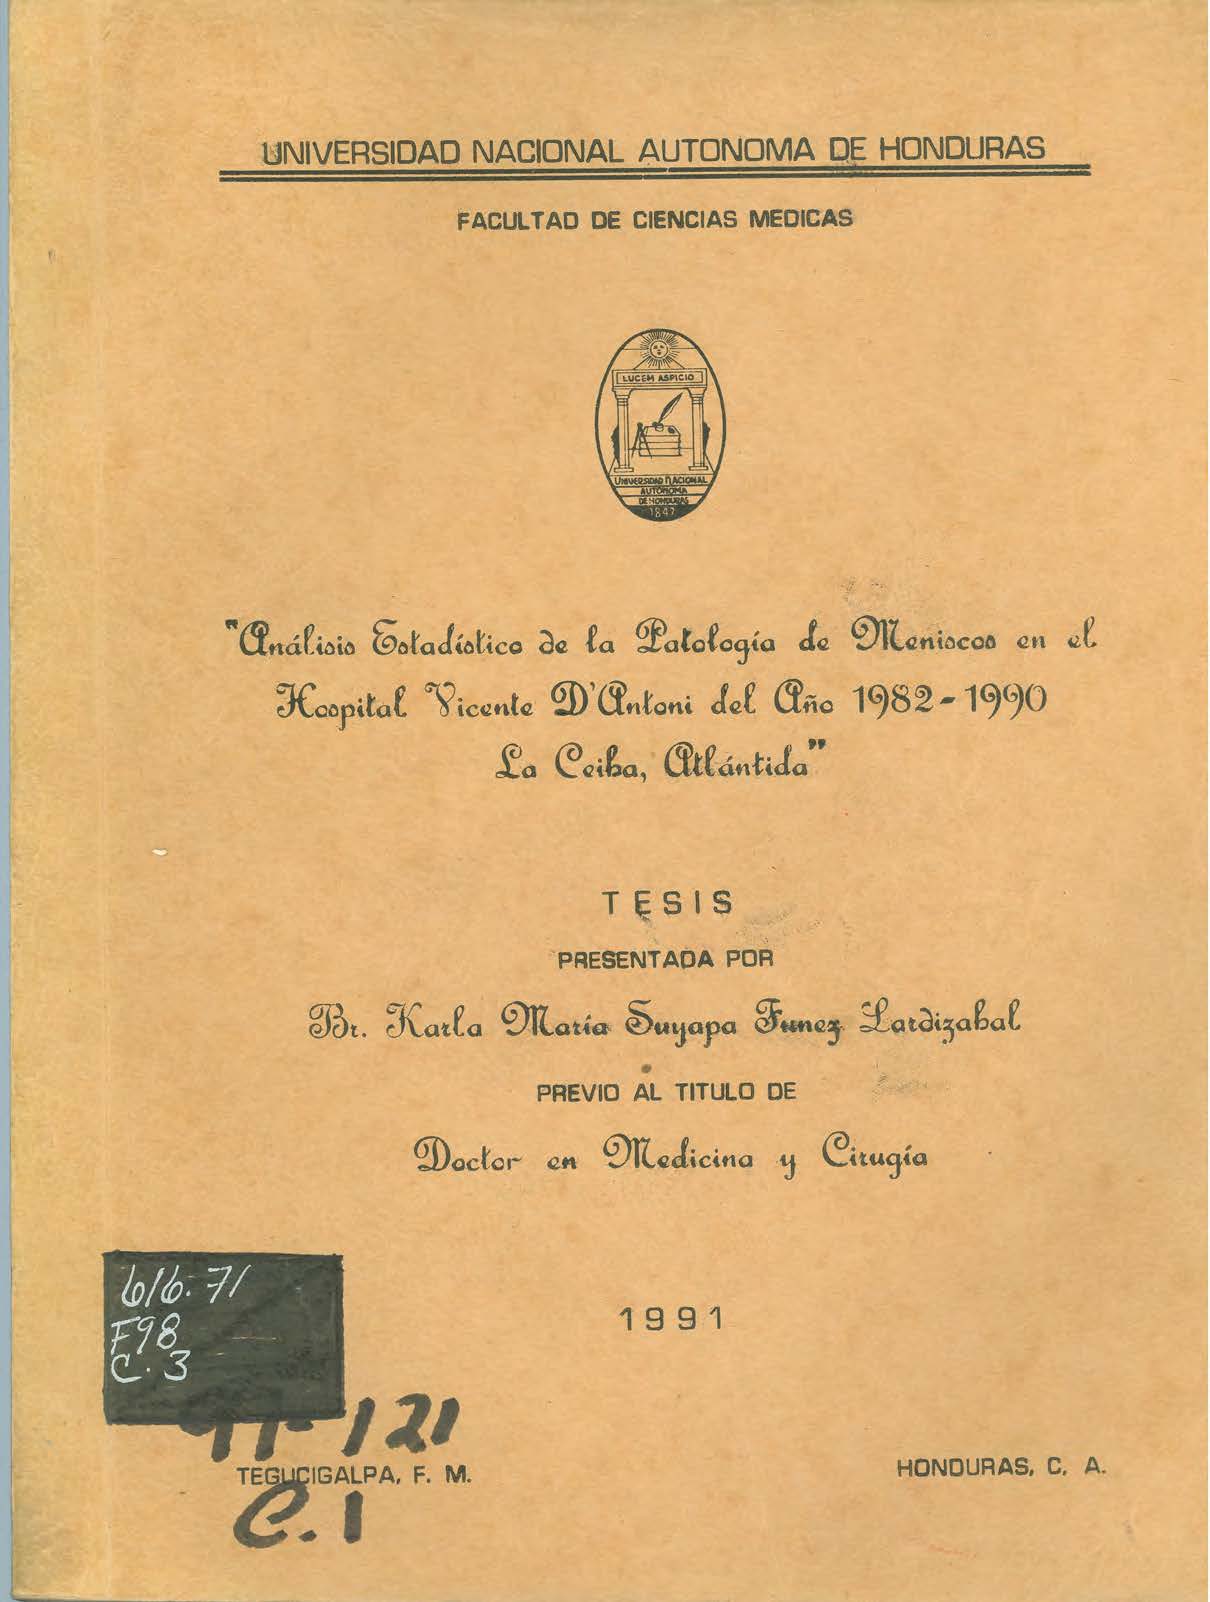 UNIVERSIDAD NACIONAL AUTONOMA DE HONDURAS
FACULTAD DE CIENCIAS MEDICAS
LUCEM ASPICIO
UNIVERSIDAD NACIONAL
AUTÓNOMA
DE HONDURAS
1847
"Análisis Estadístico de la Patología de Meniscos en el
Hospital Vicente D'Antoni del Año 1982-1990
La Ceiba, Atlántida"
TESIS
PRESENTADA POR
Br. Karla María Suyapa Funez Lardizabal
PREVIO AL TITULO DE
Doctor en Medicina y Cirugía
616.71
F98
C.3
1991
121
TEGUCIGALPA, F. M.
HONDURAS, C. A.
C.1